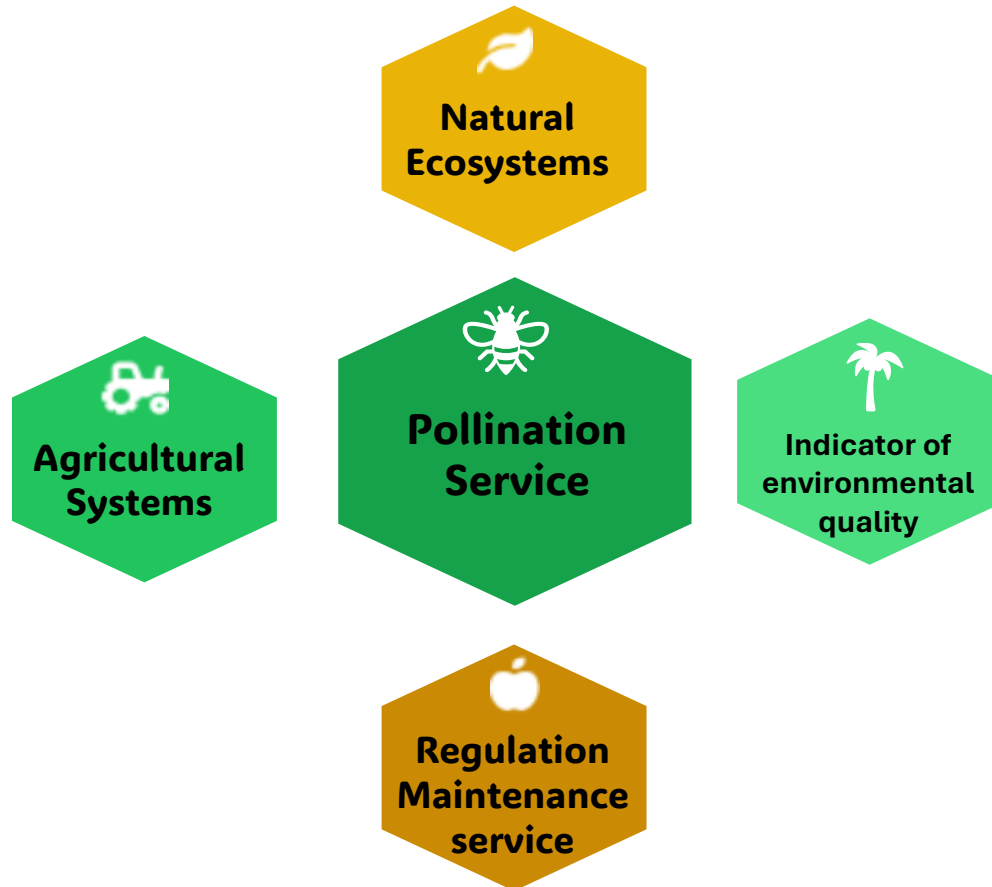 Natural
Ecosystems
Pollination
Service
Agricultural
Systems
Indicator of
environmental
quality
Regulation
Maintenance
service